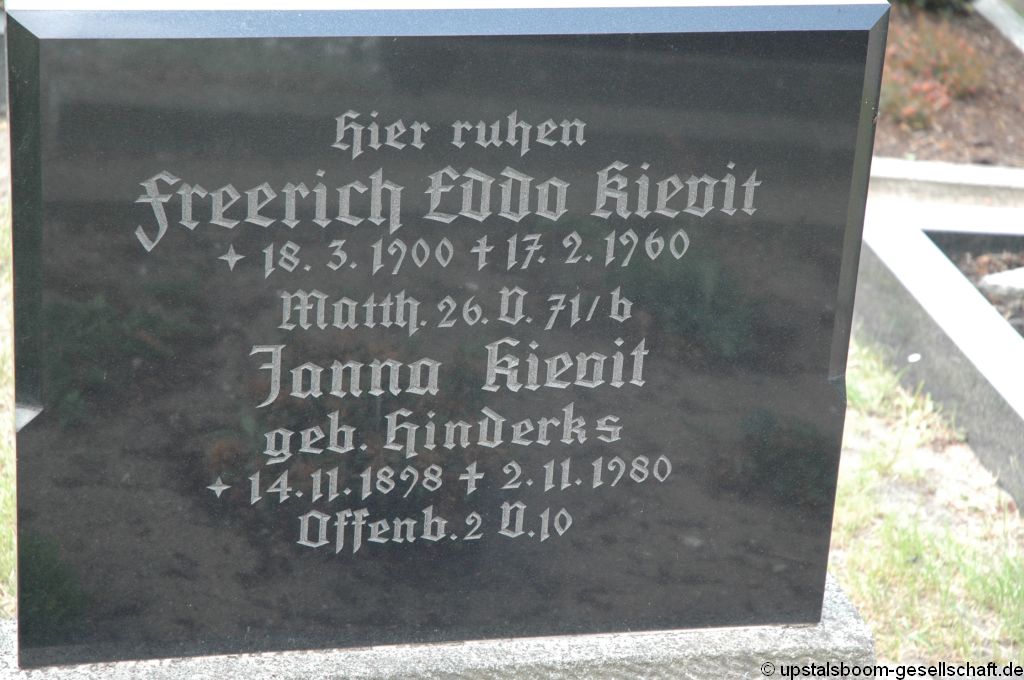 Hier ruhen
Freerich Eddo Kievit
✦ 18. 3. 1900 ✝ 17. 2. 1960
Matth. 26. V. 71/b
Janna Kievit
geb. Hinderks
✦ 14. 11. 1898 ✝ 2. 11. 1980
Offenb. 2 V. 10
© upstalsboom-gesellschaft.de